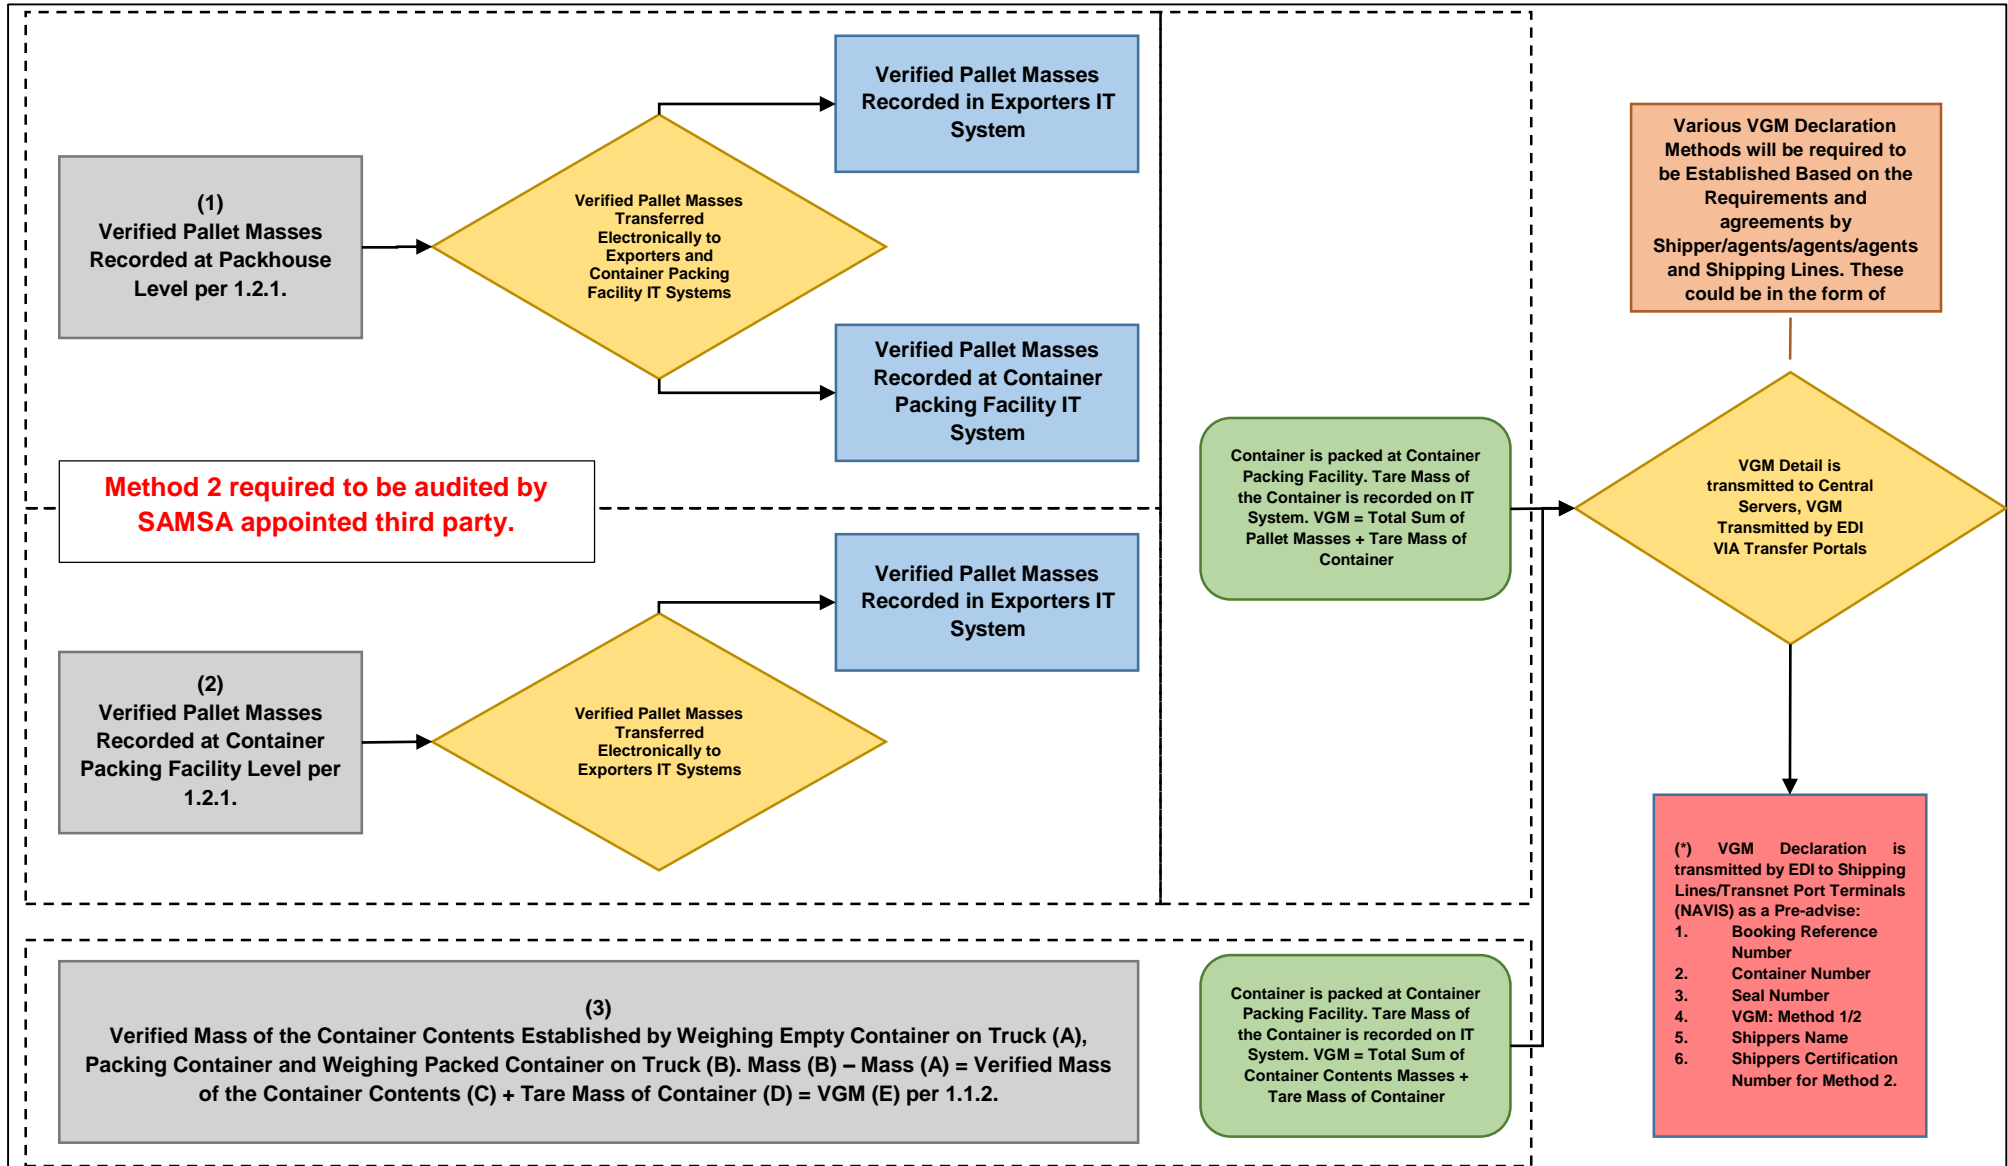 (1)
Verified Pallet Masses
Recorded at Packhouse
Level per 1.2.1.
Verified Pallet Masses
Transferred
Electronically to
Exporters and
Container Packing
Facility IT Systems
Verified Pallet Masses
Recorded in Exporters IT
System
Verified Pallet Masses
Recorded at Container
Packing Facility IT
System
Method 2 required to be audited by
SAMSA appointed third party.
(2)
Verified Pallet Masses
Recorded at Container
Packing Facility Level per
1.2.1.
Verified Pallet Masses
Transferred
Electronically to
Exporters IT Systems
Verified Pallet Masses
Recorded in Exporters IT
System
Container is packed at Container
Packing Facility. Tare Mass of
the Container is recorded on IT
System. VGM = Total Sum of
Pallet Masses + Tare Mass of
Container
(3)
Verified Mass of the Container Contents Established by Weighing Empty Container on Truck (A),
Packing Container and Weighing Packed Container on Truck (B). Mass (B) – Mass (A) = Verified Mass
of the Container Contents (C) + Tare Mass of Container (D) = VGM (E) per 1.1.2.
Container is packed at Container
Packing Facility. Tare Mass of
the Container is recorded on IT
System. VGM = Total Sum of
Container Contents Masses +
Tare Mass of Container
Various VGM Declaration
Methods will be required to
be Established Based on the
Requirements and
agreements by
Shipper/agents/agents/agents
and Shipping Lines. These
could be in the form of
VGM Detail is
transmitted to Central
Servers, VGM
Transmitted by EDI
VIA Transfer Portals
(*) VGM Declaration is
transmitted by EDI to Shipping
Lines/Transnet Port Terminals
(NAVIS) as a Pre-advise:
1. Booking Reference
Number
2. Container Number
3. Seal Number
4. VGM: Method 1/2
5. Shippers Name
6. Shippers Certification
Number for Method 2.